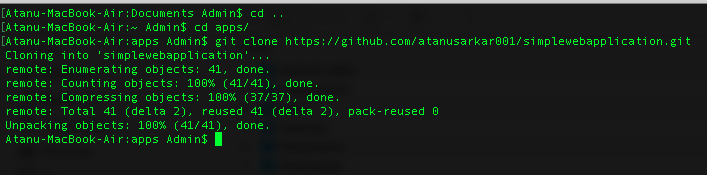 [Atanu-MacBook-Air:Documents Admin$ cd ..
[Atanu-MacBook-Air:~ Admin$ cd apps/
[Atanu-MacBook-Air:apps Admin$ git clone https://github.com/atanusarkar001/simplewebapplication.git
Cloning into 'simplewebapplication'...
remote: Enumerating objects: 41, done.
remote: Counting objects: 100% (41/41), done.
remote: Compressing objects: 100% (37/37), done.
remote: Total 41 (delta 2), reused 41 (delta 2), pack-reused 0
Unpacking objects: 100% (41/41), done.
Atanu-MacBook-Air:apps Admin$